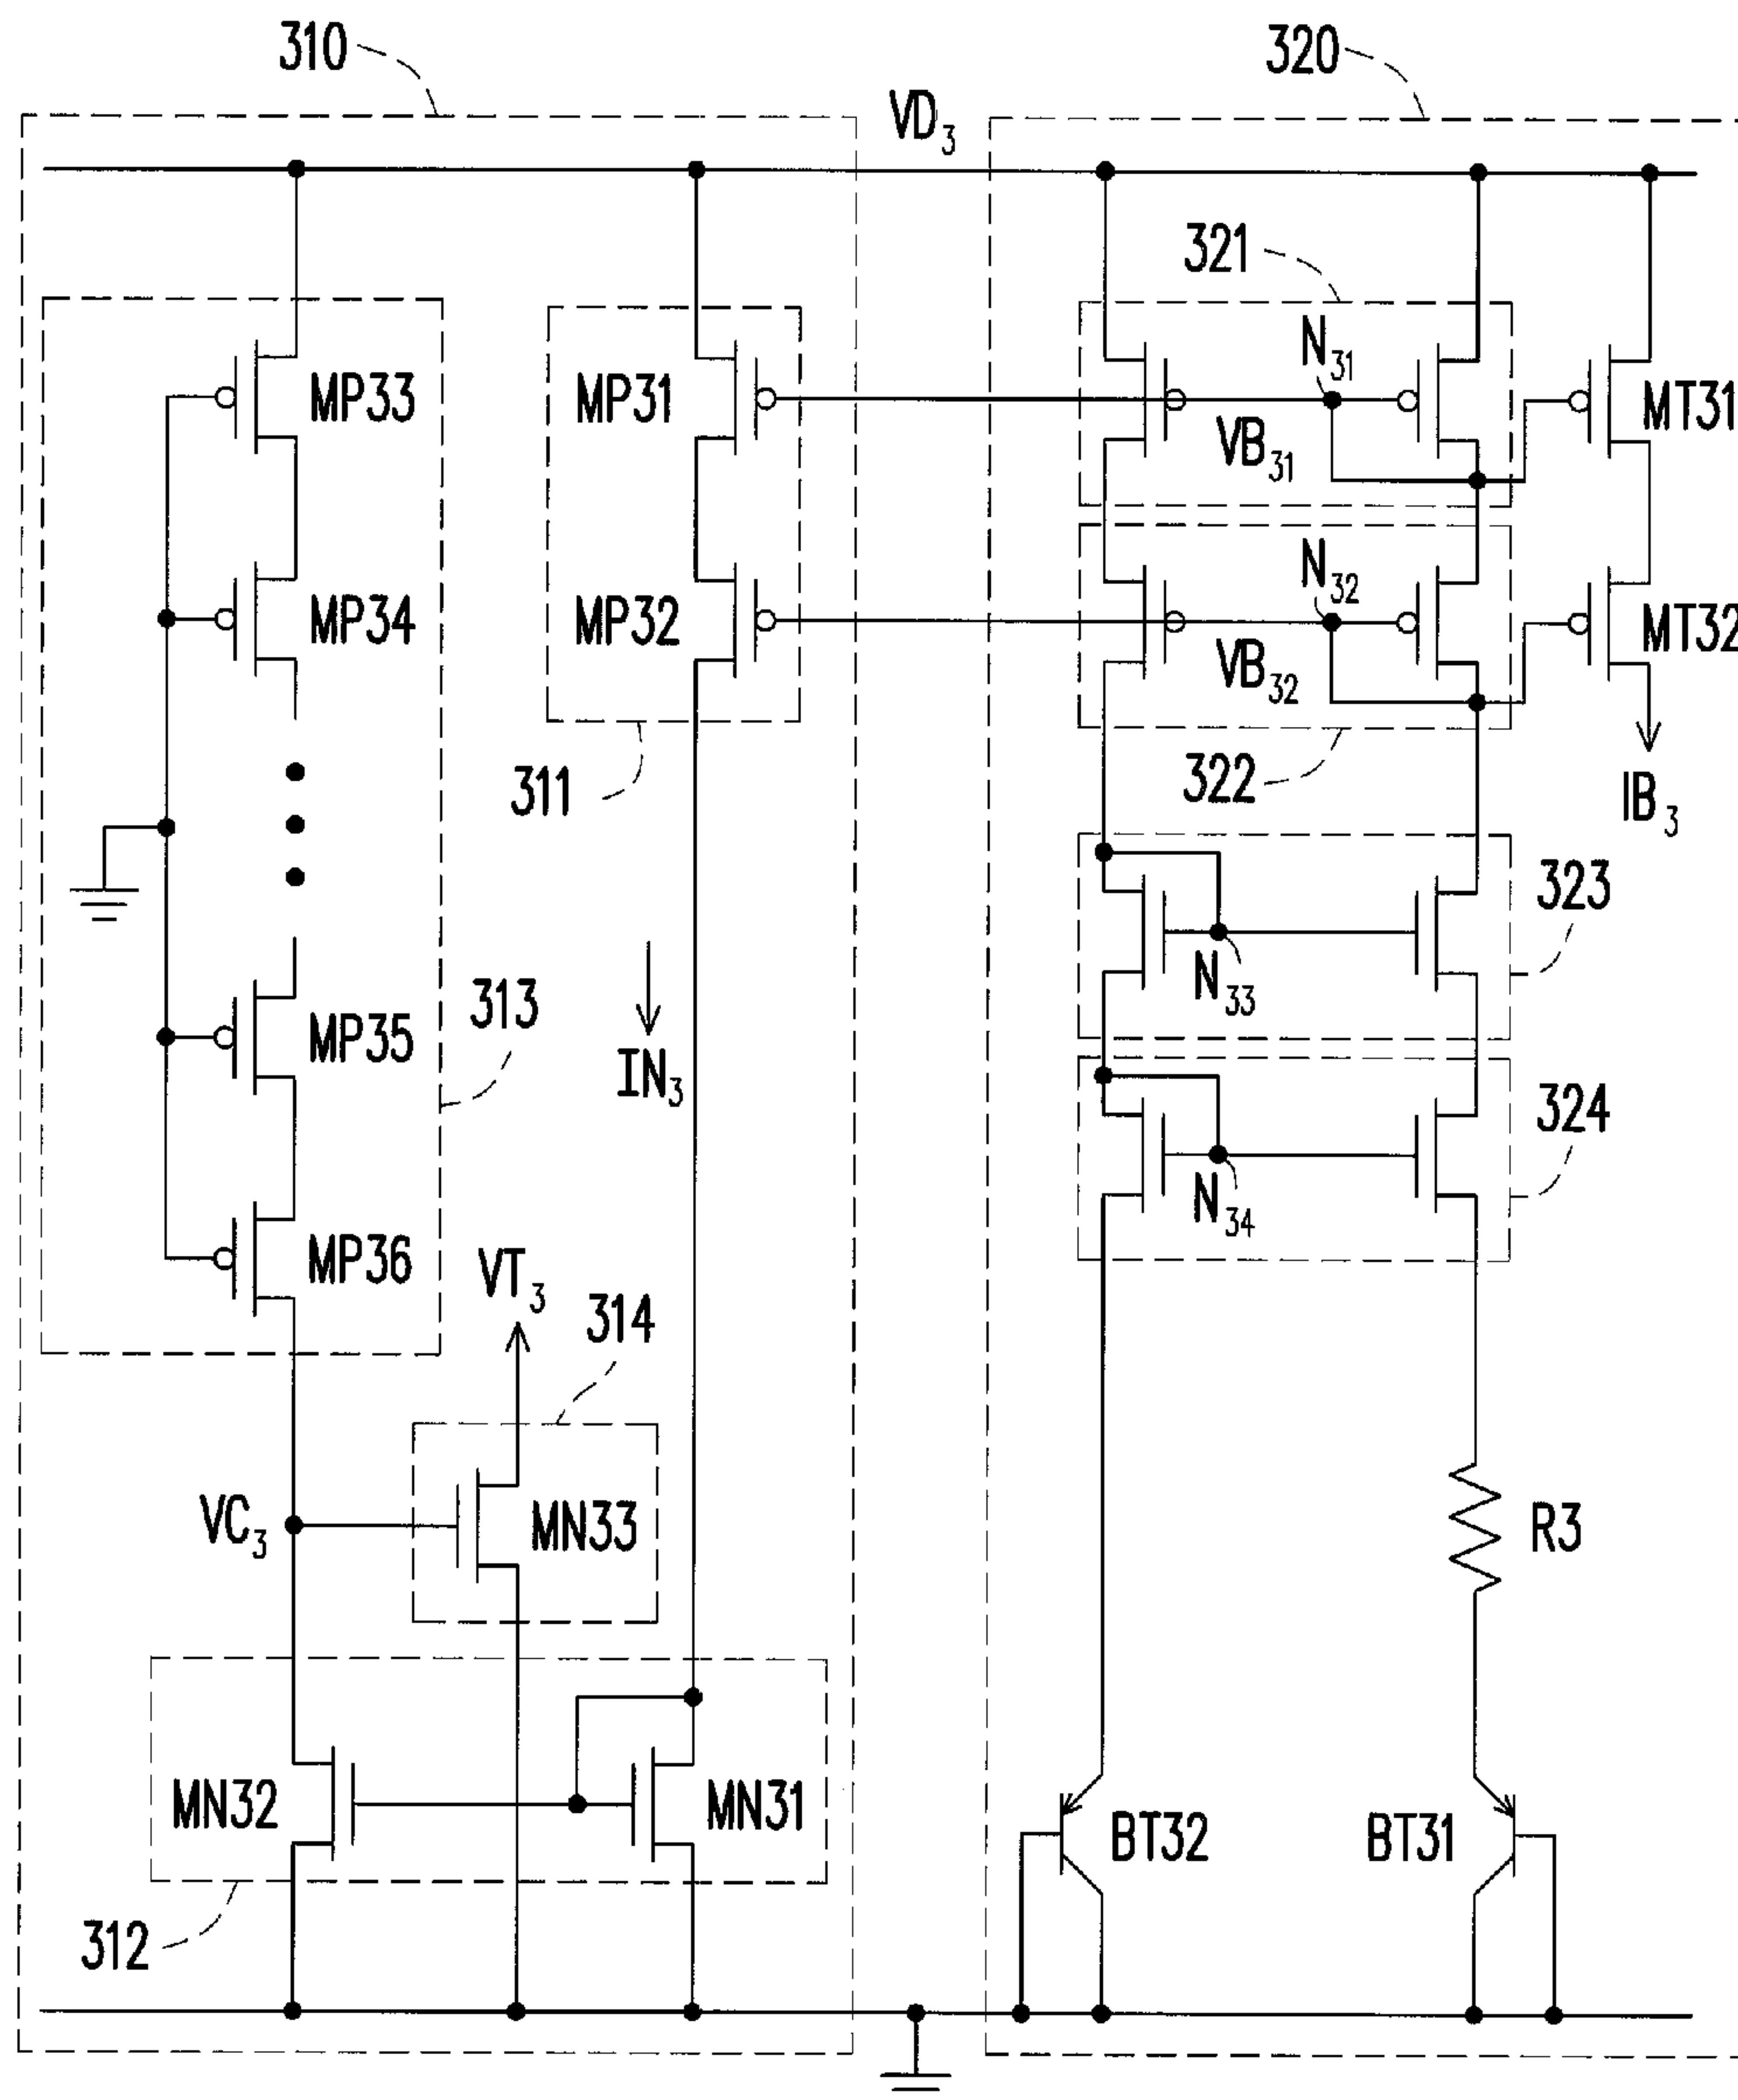 310
320
VD3
321
N31
MP33
MP31
MT31
VB31
N32
MP34
MP32
MT32
VB32
311
322
IB3
323
313
N33
MP35
IN3
324
N34
MP36
VT3
314
VC3
MN33
R3
MN32
MN31
BT32
BT31
312